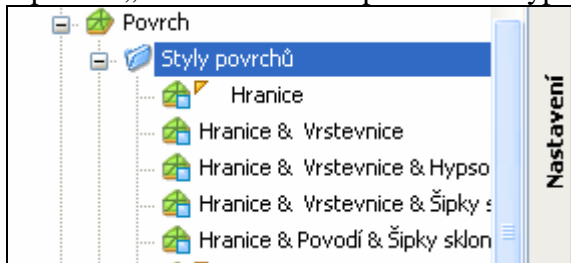 Povrch
Styly povrchů
Hranice
Hranice & Vrstevnice
Hranice & Vrstevnice & Hypso
Hranice & Vrstevnice & Šipky
Hranice & Povodí & Šipky sklon
Nastavení